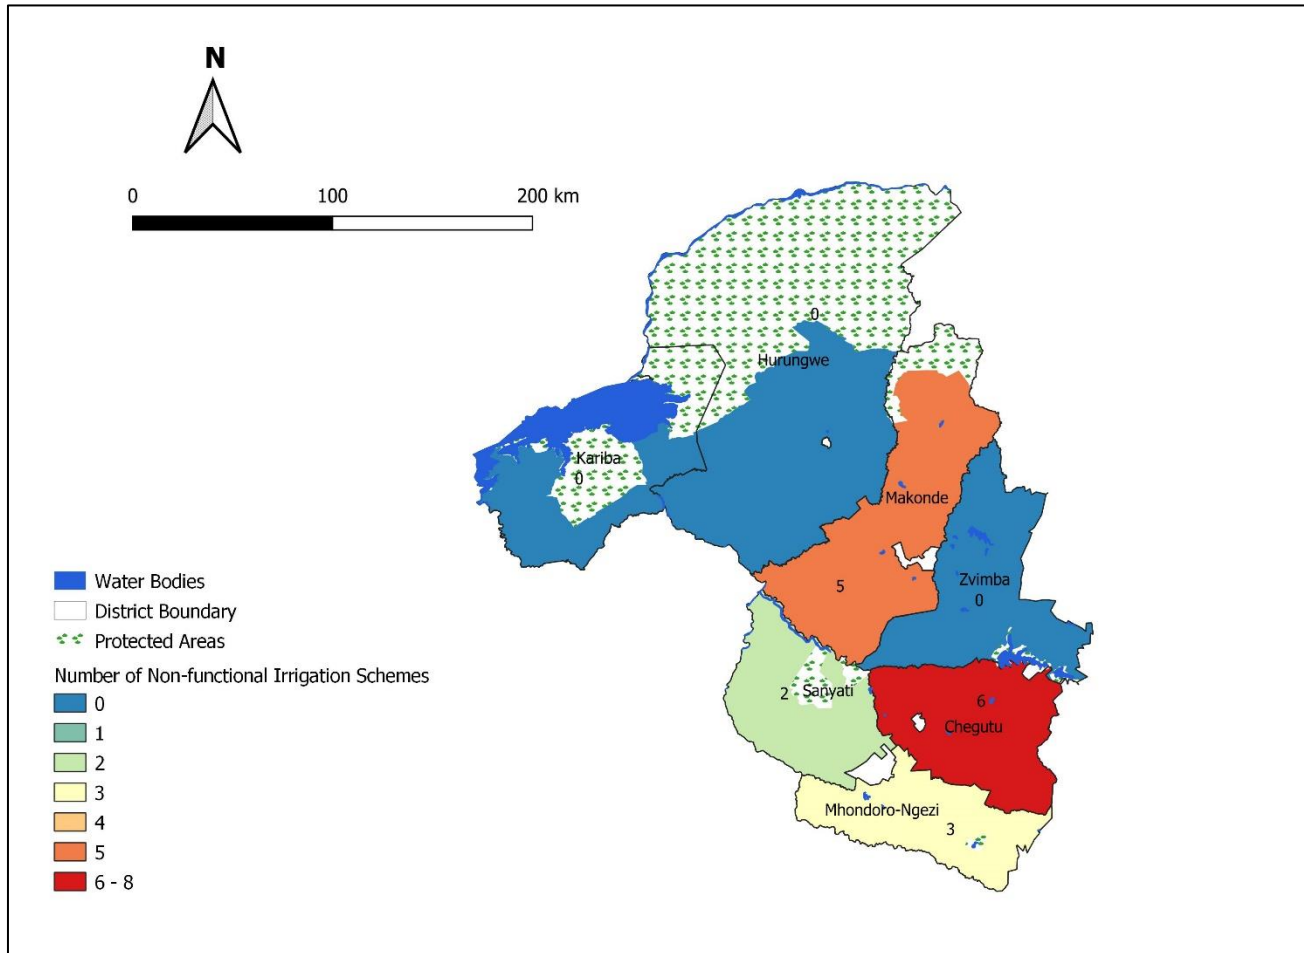 N
0 100 200 km
0
Hurungwe
Kariba
0
Makonde
Zvimba
0
5
2
Sanyati
6
Chegutu
Mhondoro-Ngezi
3
Water Bodies
District Boundary
Protected Areas
Number of Non-functional Irrigation Schemes
0
1
2
3
4
5
6 - 8